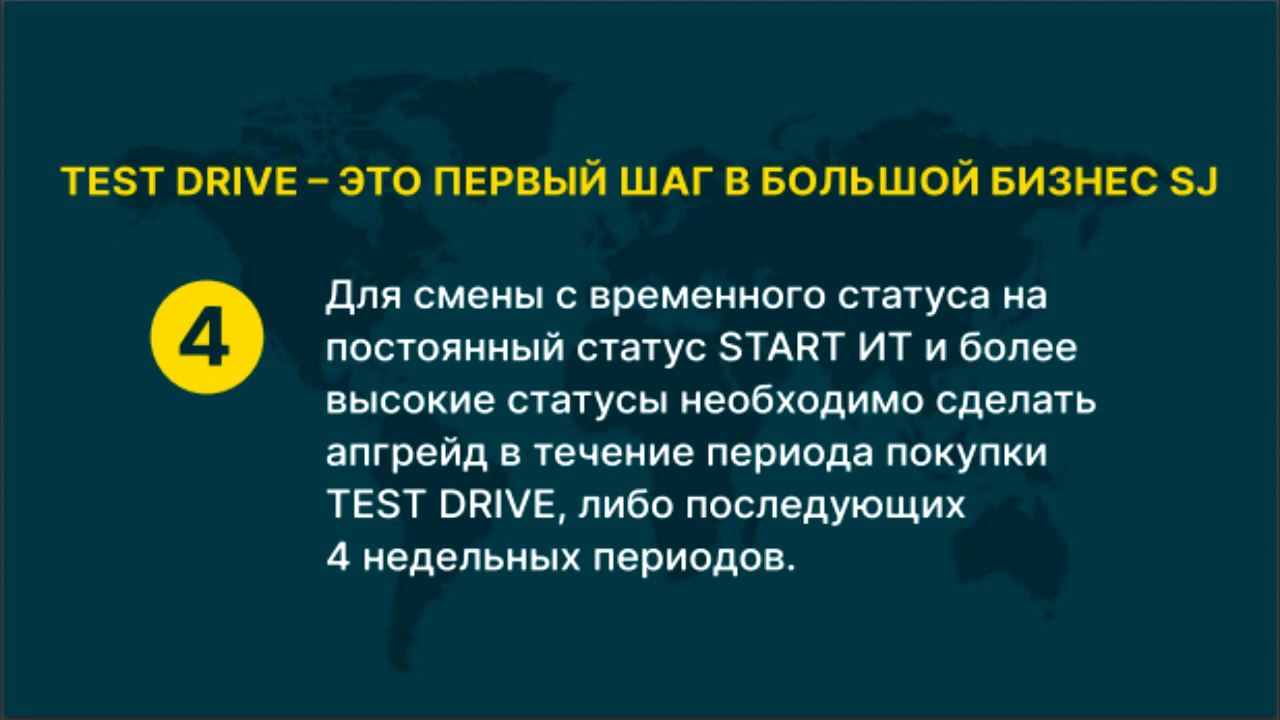 TEST DRIVE – ЭТО ПЕРВЫЙ ШАГ В БОЛЬШОЙ БИЗНЕС SJ
4
Для смены с временного статуса на
постоянный статус START ИТ и более
высокие статусы необходимо сделать
апгрейд в течение периода покупки
TEST DRIVE, либо последующих
4 недельных периодов.